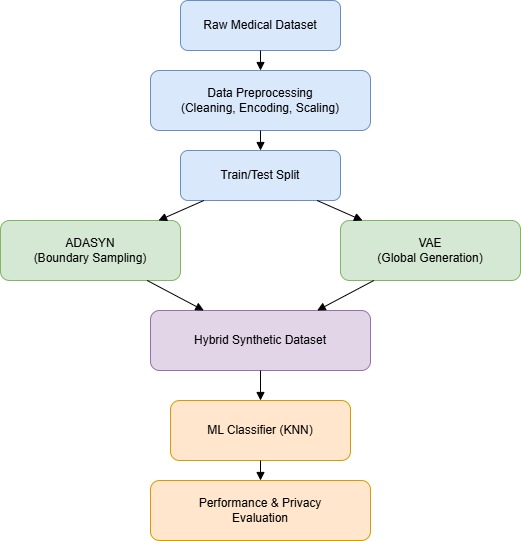 Raw Medical Dataset
Data Preprocessing
(Cleaning, Encoding, Scaling)
Train/Test Split
ADASYN
(Boundary Sampling)
VAE
(Global Generation)
Hybrid Synthetic Dataset
ML Classifier (KNN)
Performance & Privacy
Evaluation